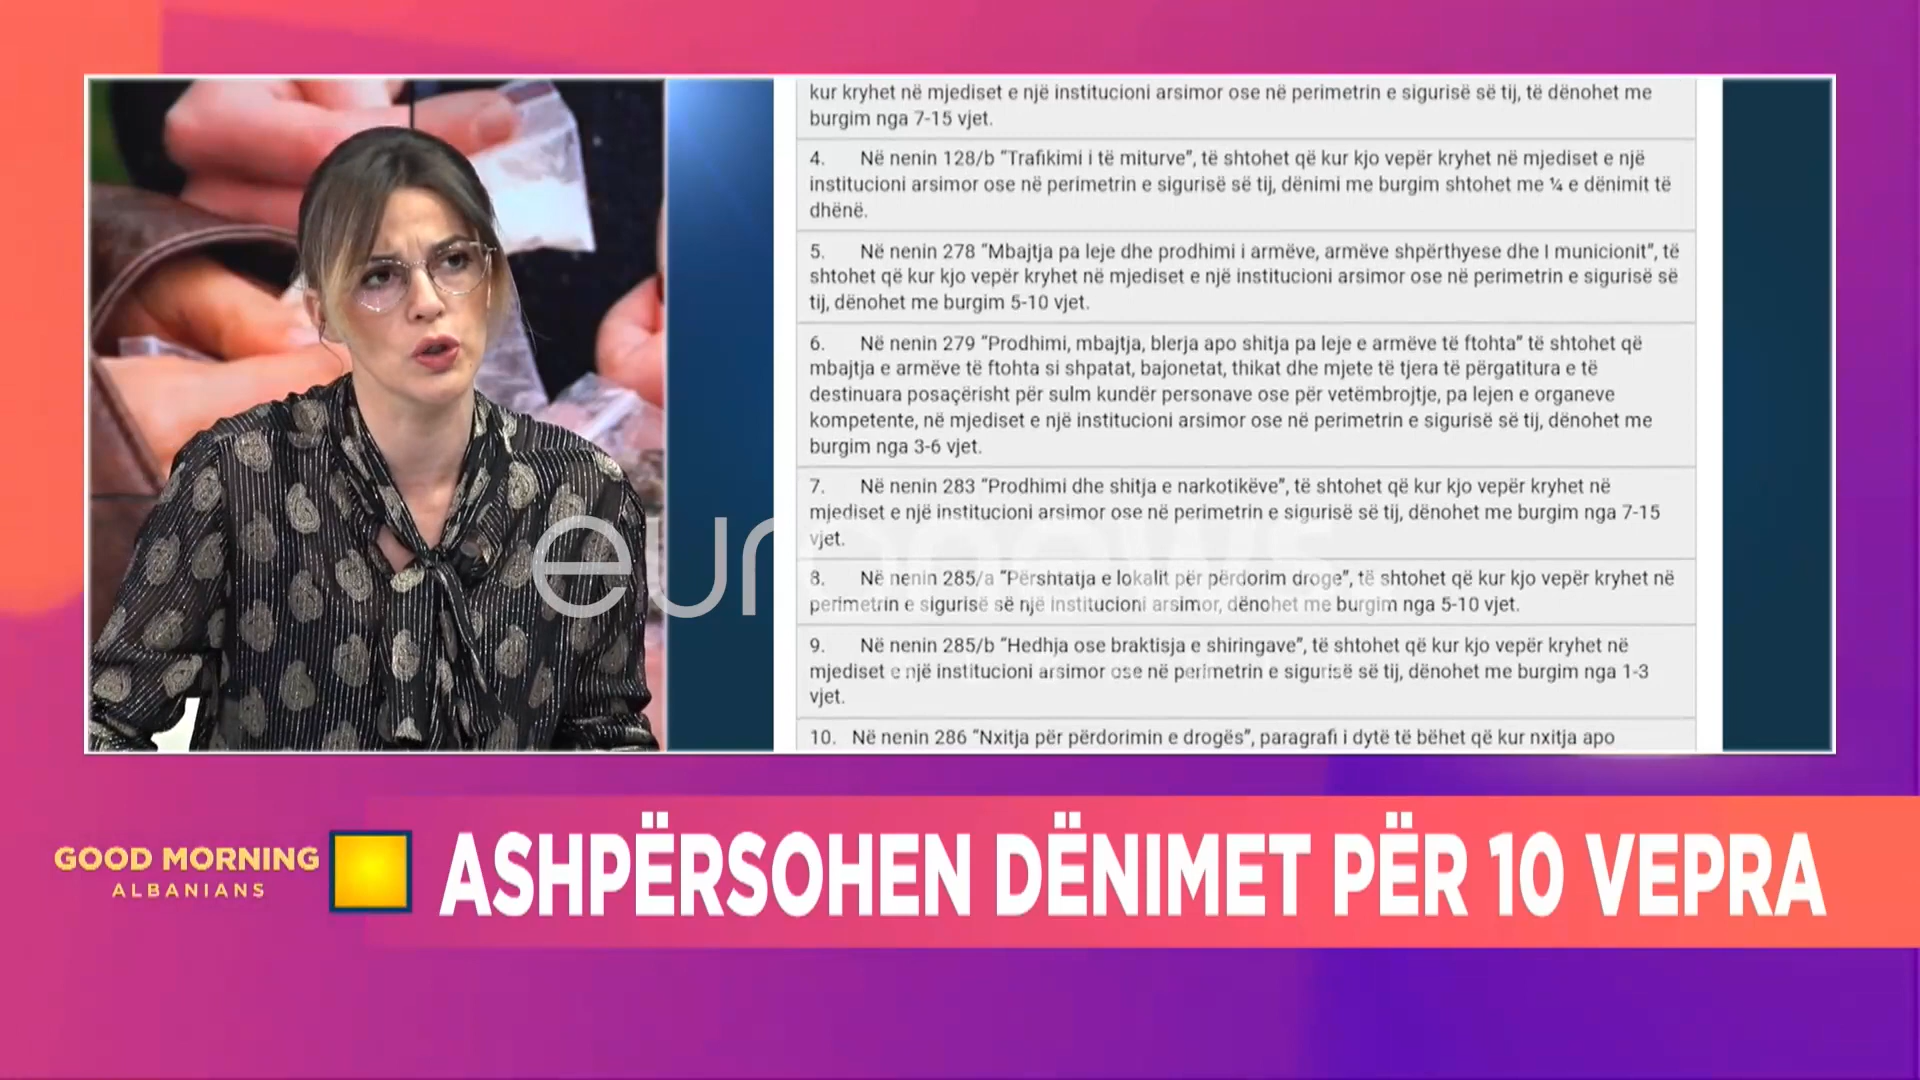 kur kryhet në mjediset e një institucioni arsimor ose në perimetrin e sigurisë së tij, të dënohet me
burgim nga 7-15 vjet.
4. Në nenin 128/b “Trafikimi i të miturve”, të shtohet që kur kjo vepër kryhet në mjediset e një
institucioni arsimor ose në perimetrin e sigurisë së tij, dënimi me burgim shtohet me ¼ e dënimit të
dhënë.
5. Në nenin 278 “Mbajtja pa leje dhe prodhimi i armëve, armëve shpërthyese dhe I municionit”, të
shtohet që kur kjo vepër kryhet në mjediset e një institucioni arsimor ose në perimetrin e sigurisë së
tij, dënohet me burgim 5-10 vjet.
6. Në nenin 279 “Prodhimi, mbajtja, blerja apo shitja pa leje e armëve të ftohta” të shtohet që
mbajtja e armëve të ftohta si shpatat, bajonetat, thikat dhe mjete të tjera të përgatitura e të
destinuara posaçërisht për sulm kundër personave ose për vetëmbrojtje, pa lejen e organeve
kompetente, në mjediset e një institucioni arsimor ose në perimetrin e sigurisë së tij, dënohet me
burgim nga 3-6 vjet.
7. Në nenin 283 “Prodhimi dhe shitja e narkotikëve”, të shtohet që kur kjo vepër kryhet në
mjediset e një institucioni arsimor ose në perimetrin e sigurisë së tij, dënohet me burgim nga 7-15
vjet.
euronews
8. Në nenin 285/a “Përshtatja e lokalit për përdorim droge”, të shtohet që kur kjo vepër kryhet në
perimetrin e sigurisë së një institucioni arsimor, dënohet me burgim nga 5-10 vjet.
9. Në nenin 285/b “Hedhja ose braktisja e shiringave”, të shtohet që kur kjo vepër kryhet në
mjediset e një institucioni arsimor ose në perimetrin e sigurisë së tij, dënohet me burgim nga 1-3
vjet.
10. Në nenin 286 “Nxitja për përdorimin e drogës”, paragrafi i dytë të bëhet që kur nxitja apo
GOOD MORNING
ALBANIANS
ASHPËRSOHEN DËNIMET PËR 10 VEPRA